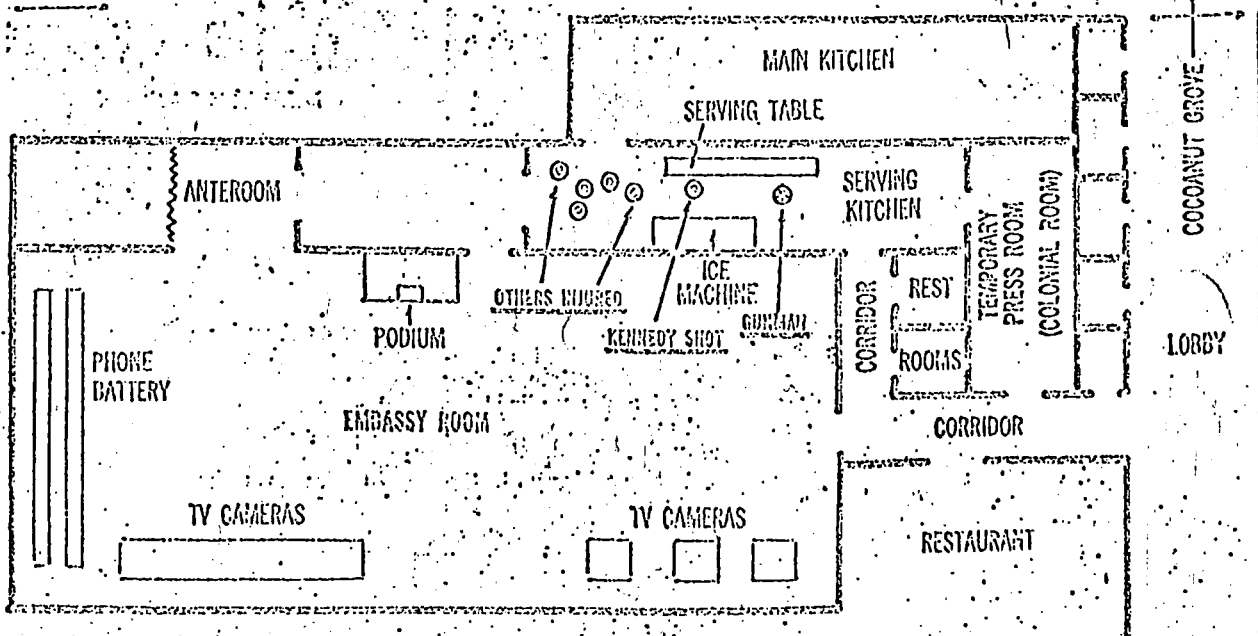 MAIN KITCHEN
SERVING TABLE
COCOANUT GROVE
ANTEROOM
SERVING
KITCHEN
TEMPORARY
PRESS ROOM
(COLONIAL ROOM)
ICE
MACHINE
OTHERS INJURED
KENNEDY SHOT
GUNMAN
PODIUM
CORRIDOR
REST
ROOMS
LOBBY
PHONE
BATTERY
EMBASSY ROOM
CORRIDOR
TV CAMERAS
TV CAMERAS
RESTAURANT